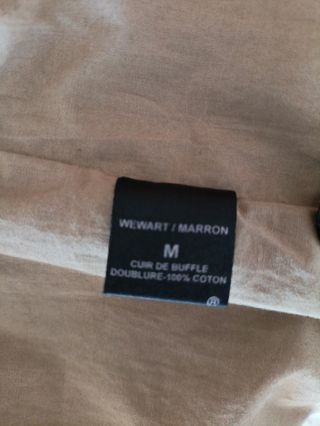 WEWART / MARRON
M
CUIR DE BUFFLE
DOUBLURE-100% COTON
®